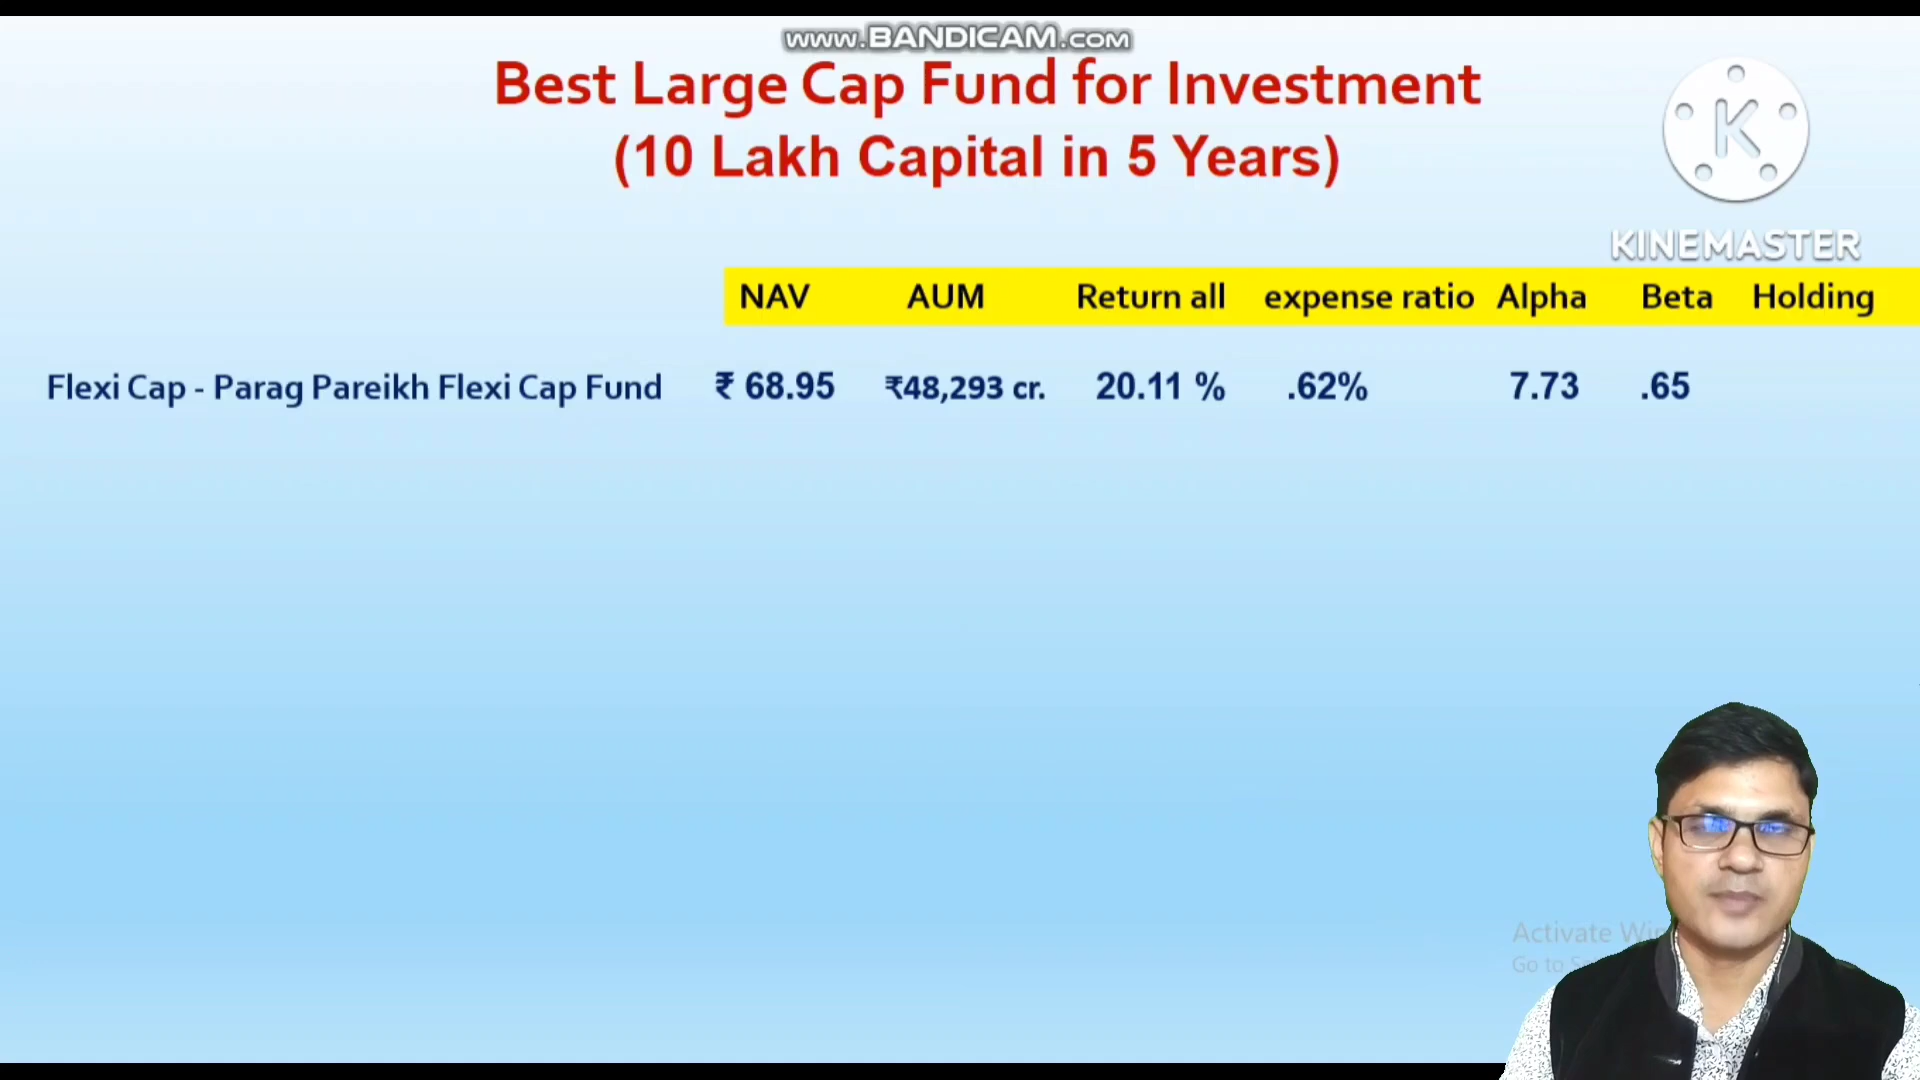 www.BANDICAM.com
Best Large Cap Fund for Investment
(10 Lakh Capital in 5 Years)
K
KINEMASTER
NAV AUM Return all expense ratio Alpha Beta Holding
Flexi Cap - Parag Pareikh Flexi Cap Fund ₹ 68.95 ₹48,293 cr. 20.11 % .62% 7.73 .65
Activate
Go to